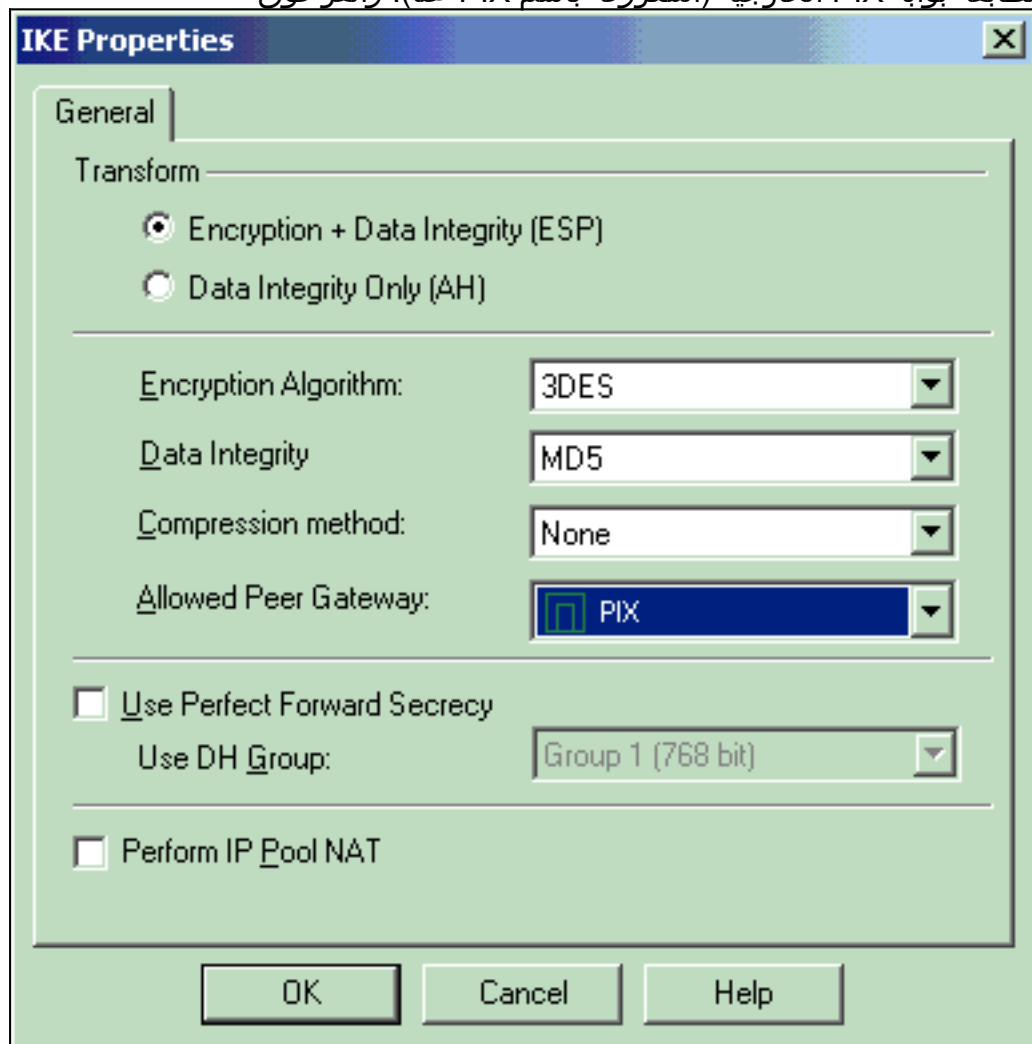 IKE Properties
General
Transform
Encryption + Data Integrity (ESP)
Data Integrity Only (AH)
Encryption Algorithm: 3DES
Data Integrity MD5
Compression method: None
Allowed Peer Gateway: PIX
Use Perfect Forward Secrecy
Use DH Group: Group 1 (768 bit)
Perform IP Pool NAT
OK Cancel Help